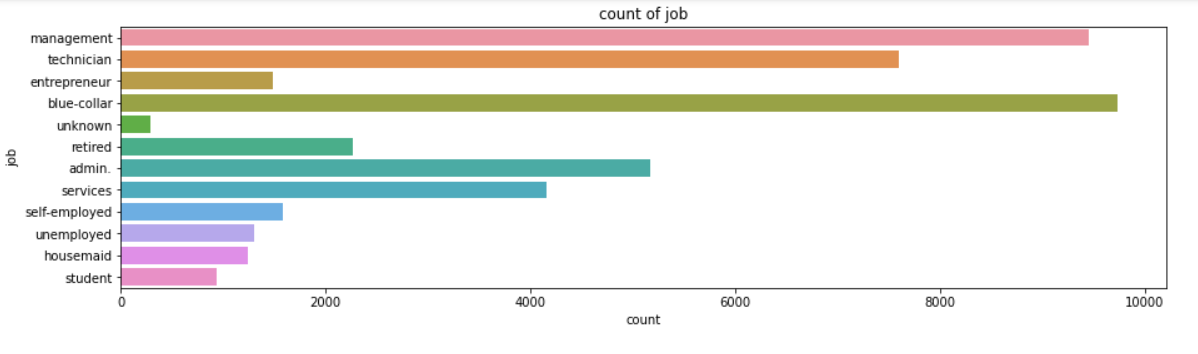 count of job
management
technician
entrepreneur
blue-collar
unknown
retired
admin.
services
self-employed
unemployed
housemaid
student
job
0 2000 4000 6000 8000 10000
count